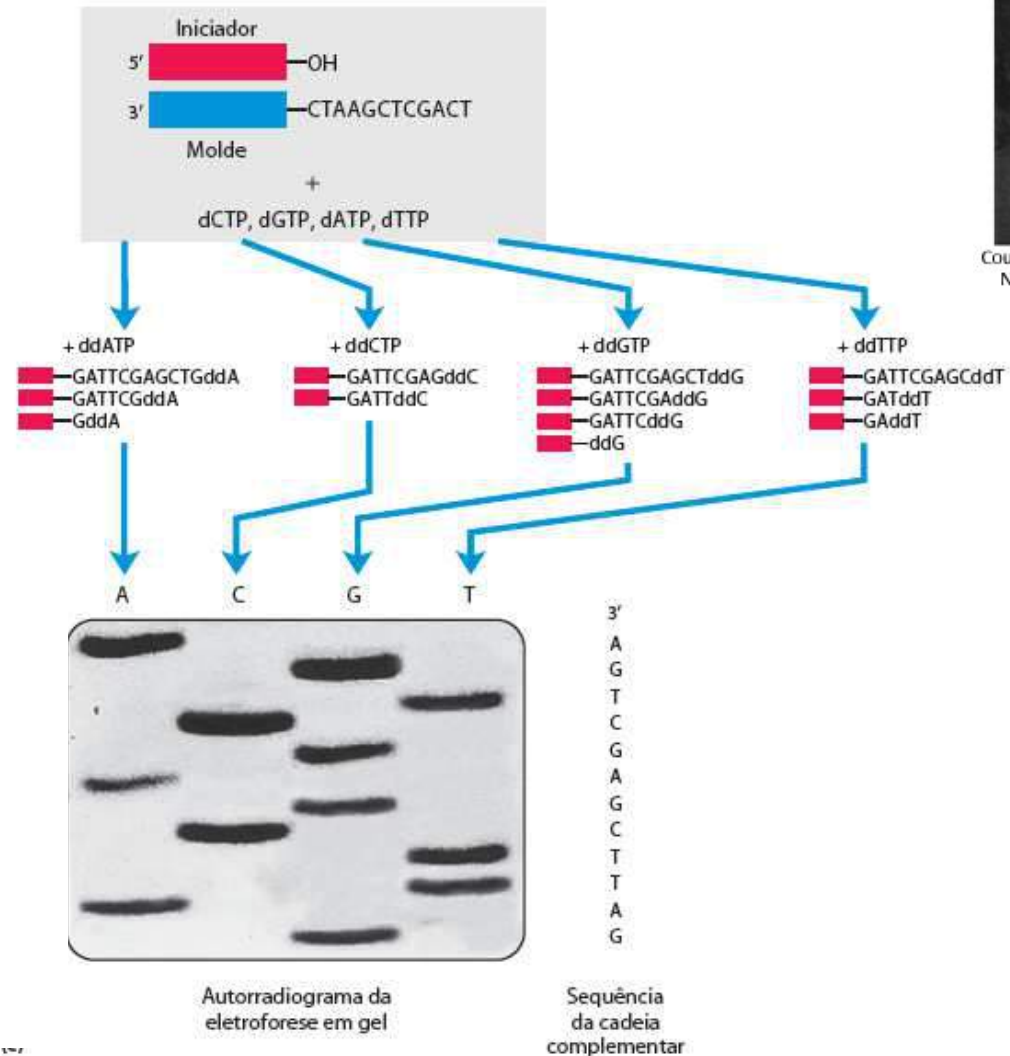 Iniciador
5′ —OH
3′ —CTAAGCTCGACT
Molde
+
dCTP, dGTP, dATP, dTTP
+ ddATP
—GATTCGAGCTGddA
—GATTCGddA
—GddA
+ ddCTP
—GATTCGAGddC
—GATTddC
+ ddGTP
—GATTCGAGCTddG
—GATTCGAddG
—GATTCddG
—ddG
+ ddTTP
—GATTCGAGCddT
—GATddT
—GAddT
A C G T
3′
A
G
T
C
G
A
G
C
T
T
A
G
Autorradiograma da
eletroforese em gel
Sequência
da cadeia
complementar
Cou
N